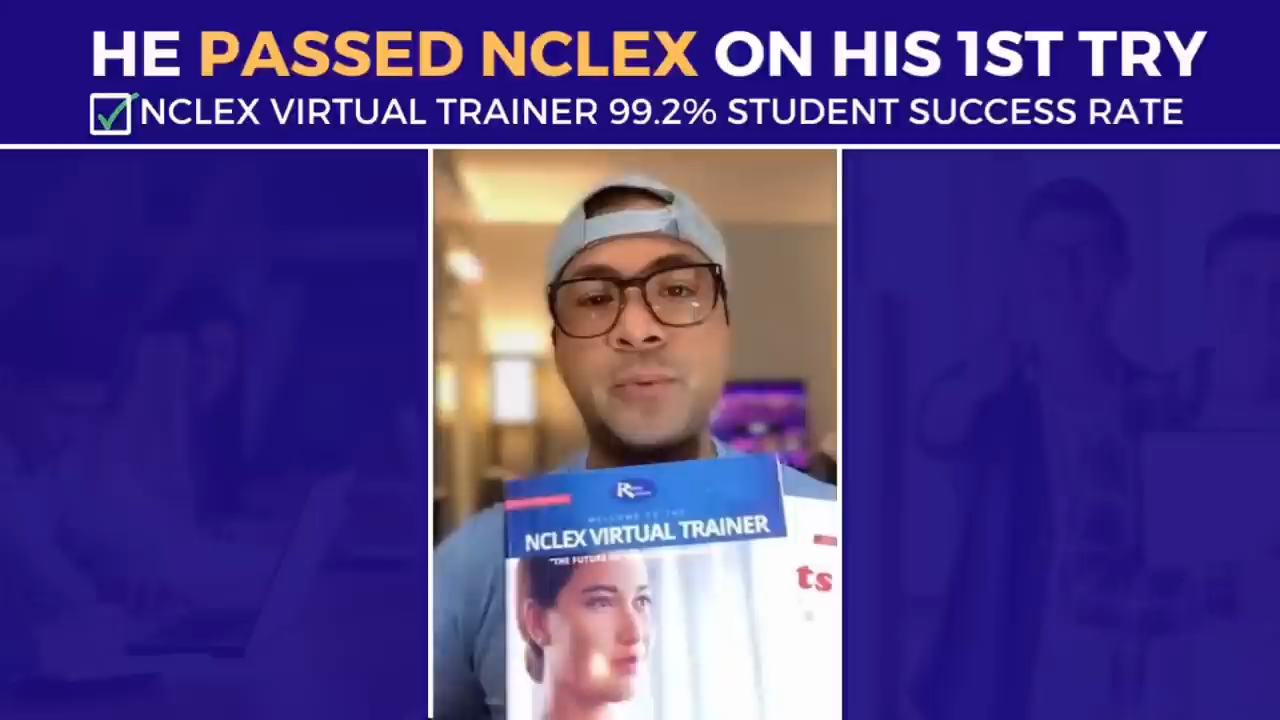 HE PASSED NCLEX ON HIS 1ST TRY
NCLEX VIRTUAL TRAINER 99.2% STUDENT SUCCESS RATE
WELCOME TO THE
NCLEX VIRTUAL TRAINER
"THE FUTURE
ts